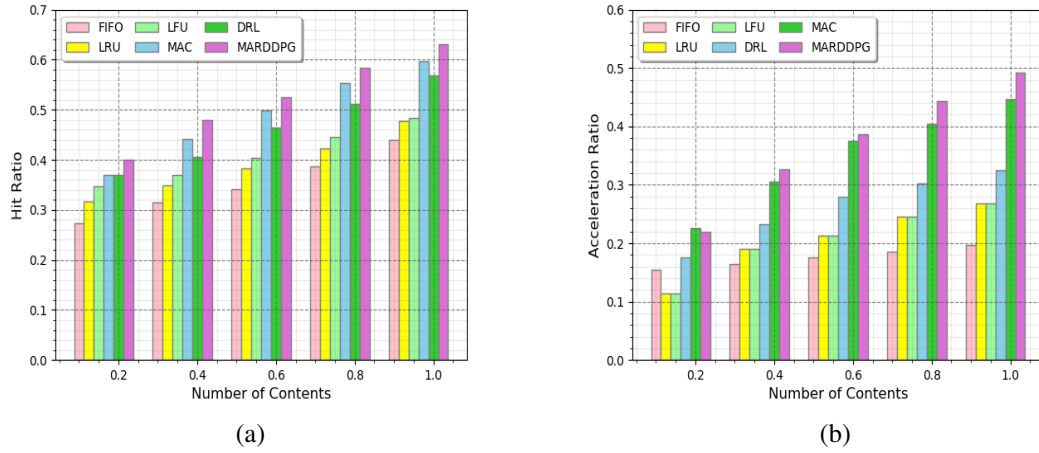 FIFO LFU DRL
LRU MAC MARDDPG
0.7
0.6
0.5
0.4
0.3
0.2
0.1
0.0
Hit Ratio
0.2 0.4 0.6 0.8 1.0
Number of Contents
(a)
FIFO LFU MAC
LRU DRL MARDDPG
0.6
0.5
0.4
0.3
0.2
0.1
0.0
Acceleration Ratio
0.2 0.4 0.6 0.8 1.0
Number of Contents
(b)